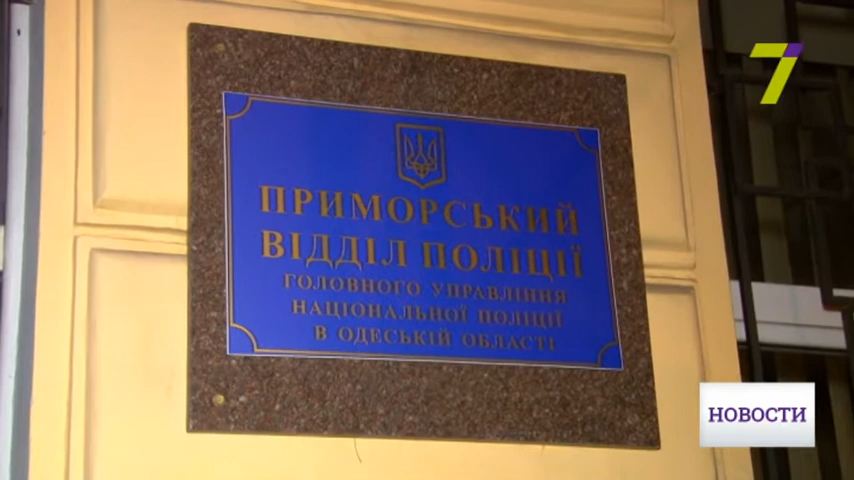 7
ПРИМОРСЬКИЙ
ВІДДІЛ ПОЛІЦІЇ
ГОЛОВНОГО УПРАВЛІННЯ
НАЦІОНАЛЬНОЇ ПОЛІЦІЇ
В ОДЕСЬКІЙ ОБЛАСТІ
НОВОСТИ